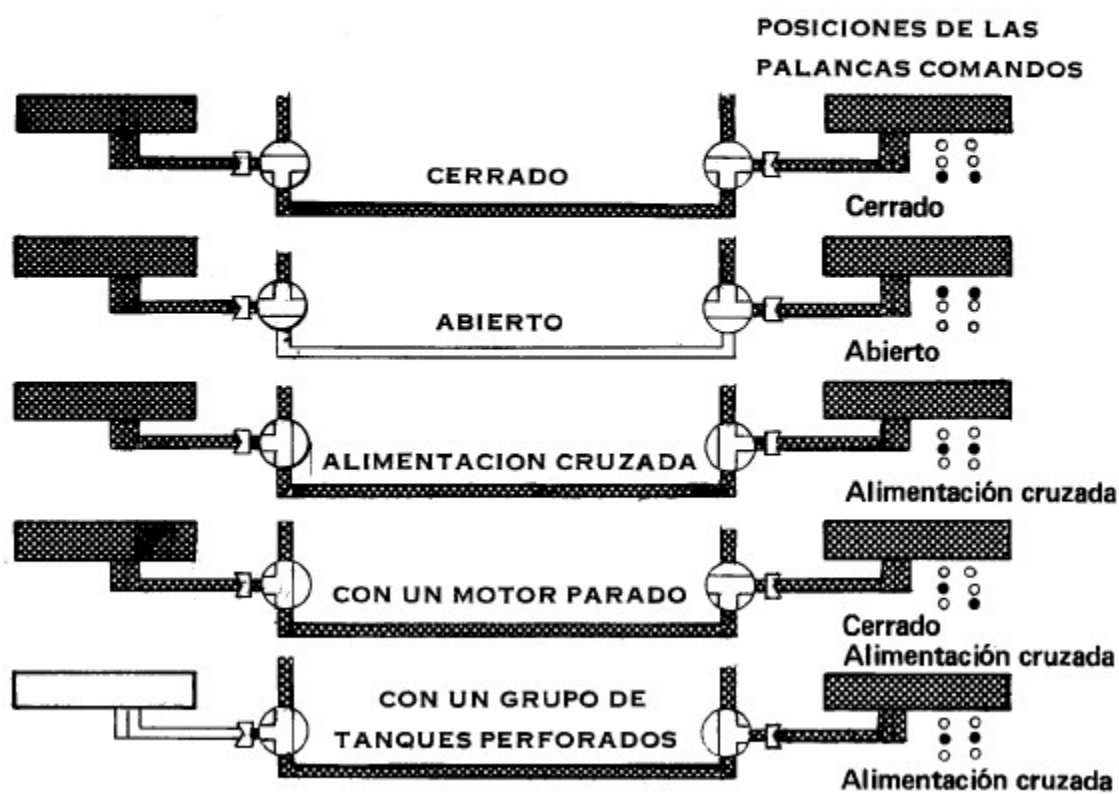 POSICIONES DE LAS
PALANCAS COMANDOS
CERRADO
Cerrado
ABIERTO
Abierto
ALIMENTACION CRUZADA
Alimentación cruzada
CON UN MOTOR PARADO
Cerrado
Alimentación cruzada
CON UN GRUPO DE
TANQUES PERFORADOS
Alimentación cruzada